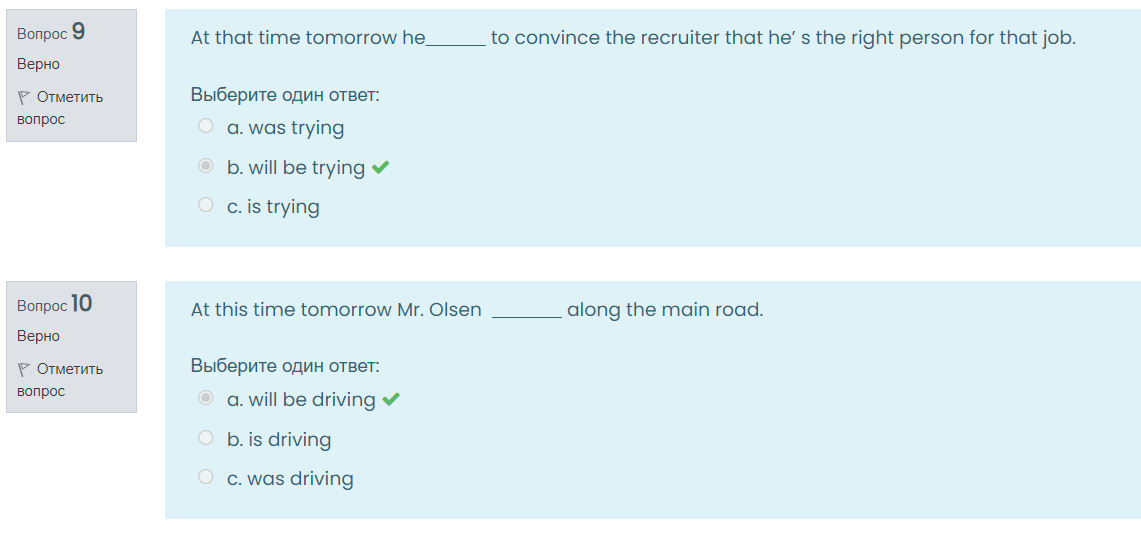 Вопрос 9
Верно
Отметить
вопрос
At that time tomorrow he______ to convince the recruiter that he’ s the right person for that job.
Выберите один ответ:
a. was trying
b. will be trying
c. is trying
Вопрос 10
Верно
Отметить
вопрос
At this time tomorrow Mr. Olsen _______ along the main road.
Выберите один ответ:
a. will be driving
b. is driving
c. was driving